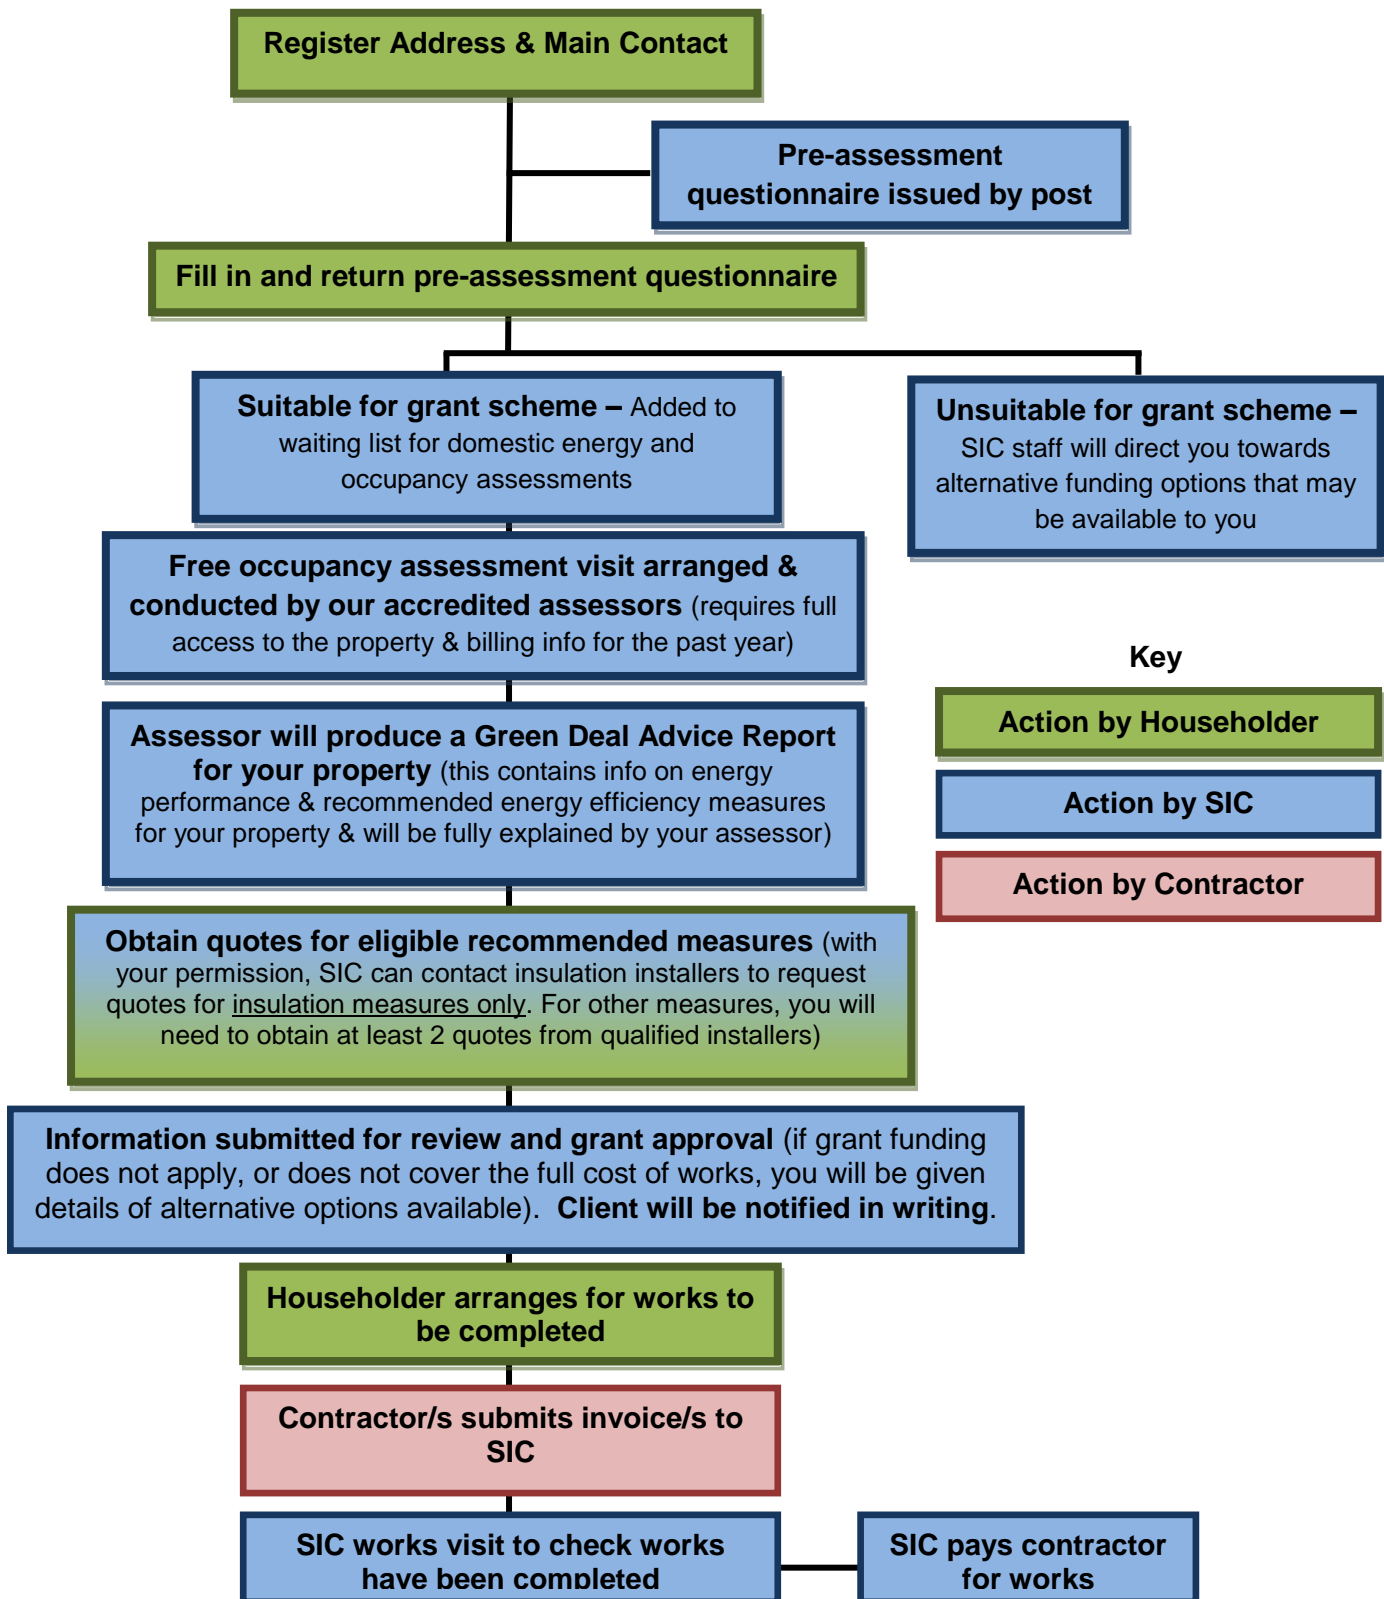 Register Address & Main Contact
Pre-assessment
questionnaire issued by post
Fill in and return pre-assessment questionnaire
Suitable for grant scheme – Added to
waiting list for domestic energy and
occupancy assessments
Unsuitable for grant scheme –
SIC staff will direct you towards
alternative funding options that may
be available to you
Free occupancy assessment visit arranged &
conducted by our accredited assessors (requires full
access to the property & billing info for the past year)
Key
Action by Householder
Action by SIC
Action by Contractor
Assessor will produce a Green Deal Advice Report
for your property (this contains info on energy
performance & recommended energy efficiency measures
for your property & will be fully explained by your assessor)
Obtain quotes for eligible recommended measures (with
your permission, SIC can contact insulation installers to request
quotes for insulation measures only. For other measures, you will
need to obtain at least 2 quotes from qualified installers)
Information submitted for review and grant approval (if grant funding
does not apply, or does not cover the full cost of works, you will be given
details of alternative options available).  Client will be notified in writing.
Householder arranges for works to
be completed
Contractor/s submits invoice/s to
SIC
SIC works visit to check works
have been completed
SIC pays contractor
for works